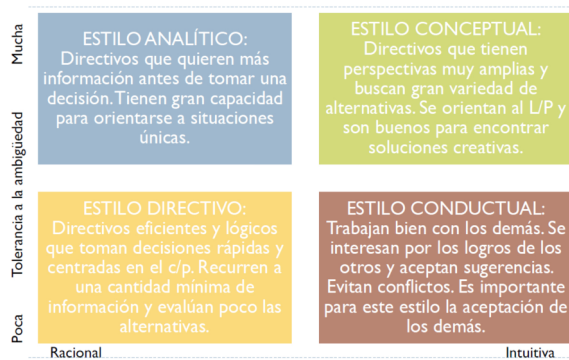 Mucha
Tolerancia a la ambigüedad
Poca
ESTILO ANALÍTICO:
Directivos que quieren más
información antes de tomar una
decisión. Tienen gran capacidad
para orientarse a situaciones
únicas.
ESTILO CONCEPTUAL:
Directivos que tienen
perspectivas muy amplias y
buscan gran variedad de
alternativas. Se orientan al L/P y
son buenos para encontrar
soluciones creativas.
ESTILO DIRECTIVO:
Directivos eficientes y lógicos
que toman decisiones rápidas y
centradas en el c/p. Recurren a
una cantidad mínima de
información y evalúan poco las
alternativas.
ESTILO CONDUCTUAL:
Trabajan bien con los demás. Se
interesan por los logros de los
otros y aceptan sugerencias.
Evitan conflictos. Es importante
para este estilo la aceptación de
los demás.
Racional
Intuitiva